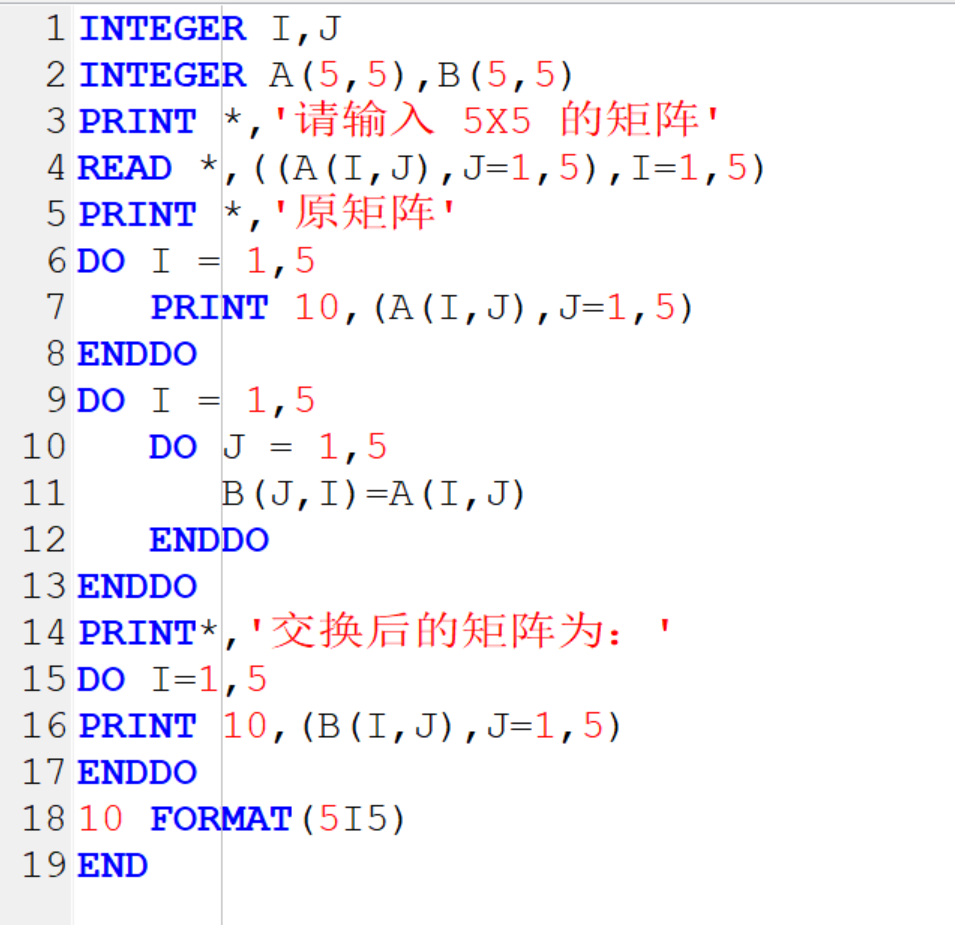 1 INTEGER I,J
2 INTEGER A(5,5),B(5,5)
3 PRINT *,'请输入 5X5 的矩阵'
4 READ *,((A(I,J),J=1,5),I=1,5)
5 PRINT *,'原矩阵'
6 DO I = 1,5
7    PRINT 10,(A(I,J),J=1,5)
8 ENDDO
9 DO I = 1,5
10    DO J = 1,5
11       B(J,I)=A(I,J)
12    ENDDO
13 ENDDO
14 PRINT*,'交换后的矩阵为：'
15 DO I=1,5
16 PRINT 10,(B(I,J),J=1,5)
17 ENDDO
18 10 FORMAT(5I5)
19 END